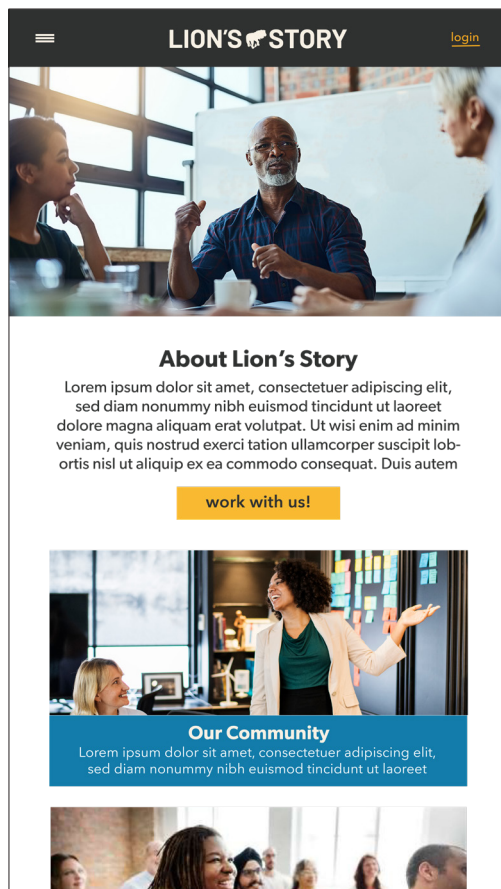 LION'S STORY
login
About Lion's Story
Lorem ipsum dolor sit amet, consectetuer adipiscing elit,
sed diam nonummy nibh euismod tincidunt ut laoreet
dolore magna aliquam erat volutpat. Ut wisi enim ad minim
veniam, quis nostrud exerci tation ullamcorper suscipit lob-
ortis nisl ut aliquip ex ea commodo consequat. Duis autem
work with us!
Our Community
Lorem ipsum dolor sit amet, consectetuer adipiscing elit,
sed diam nonummy nibh euismod tincidunt ut laoreet